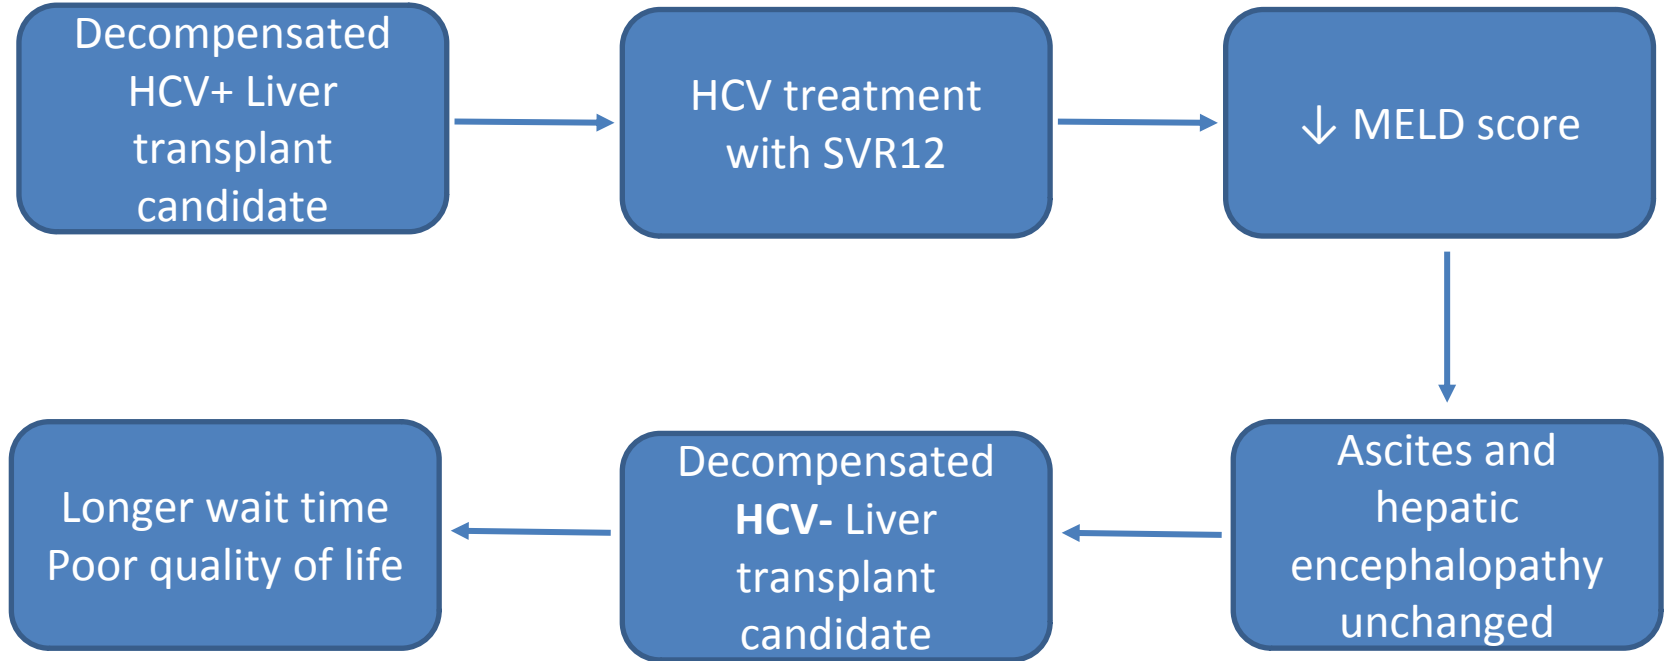 Decompensated
HCV+ Liver
transplant
candidate
HCV treatment
with SVR12
↓ MELD score
Ascites and
hepatic
encephalopathy
unchanged
Decompensated
HCV- Liver
transplant
candidate
Longer wait time
Poor quality of life